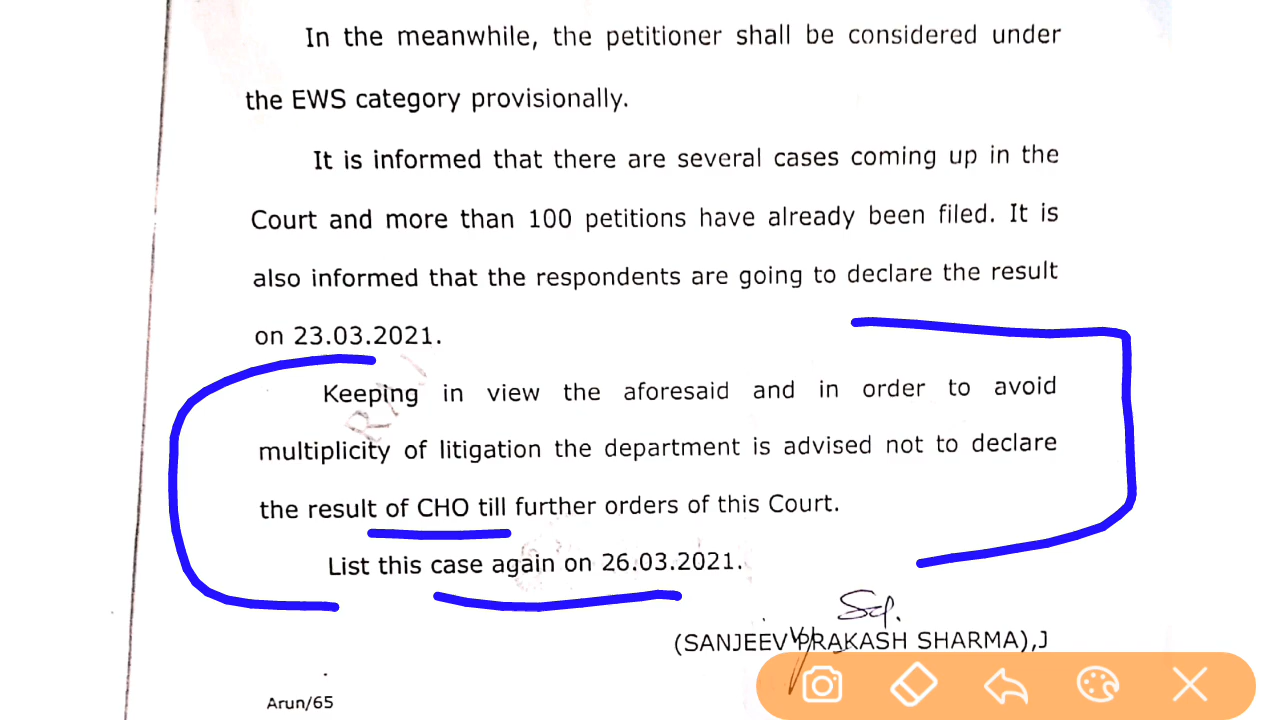 In the meanwhile, the petitioner shall be considered under
the EWS category provisionally.
It is informed that there are several cases coming up in the
Court and more than 100 petitions have already been filed. It is
also informed that the respondents are going to declare the result
on 23.03.2021.
Keeping in view the aforesaid and in order to avoid
multiplicity of litigation the department is advised not to declare
the result of CHO till further orders of this Court.
List this case again on 26.03.2021.
Sd.
(SANJEEV PRAKASH SHARMA),J
Arun/65